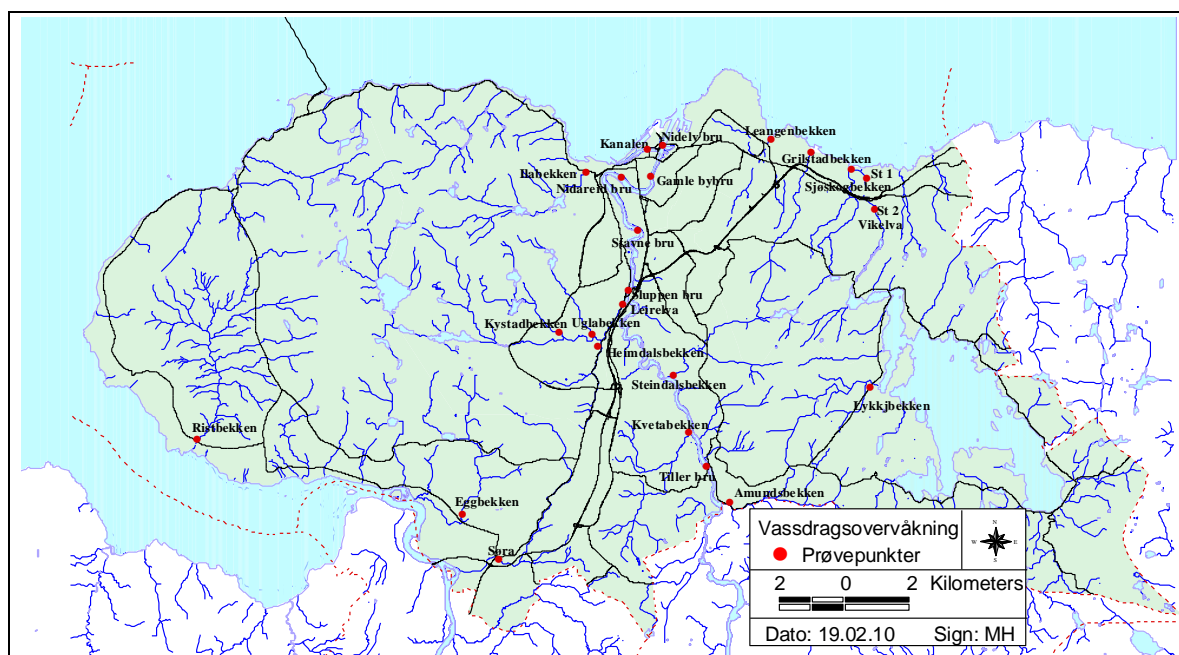 Leangenbekken
Nidelv bru
Kanalen
Grilstadbekken
Ilabekken
St 1
Nidareid bru
Gamle bybru
Sjøskogbekken
St 2
Vikelva
Stavne bru
Sluppen bru
Leirelva
Kystadbekken
Uglabekken
Heimdalsbekken
Steindalsbekken
Lykkjbekken
Ristbekken
Kvetabekken
Tiller bru
Eggbekken
Amundsbekken
Søra
Vassdragsovervåkning
Prøvepunkter
N
W
E
S
2 0 2 Kilometers
Dato: 19.02.10 Sign: MH